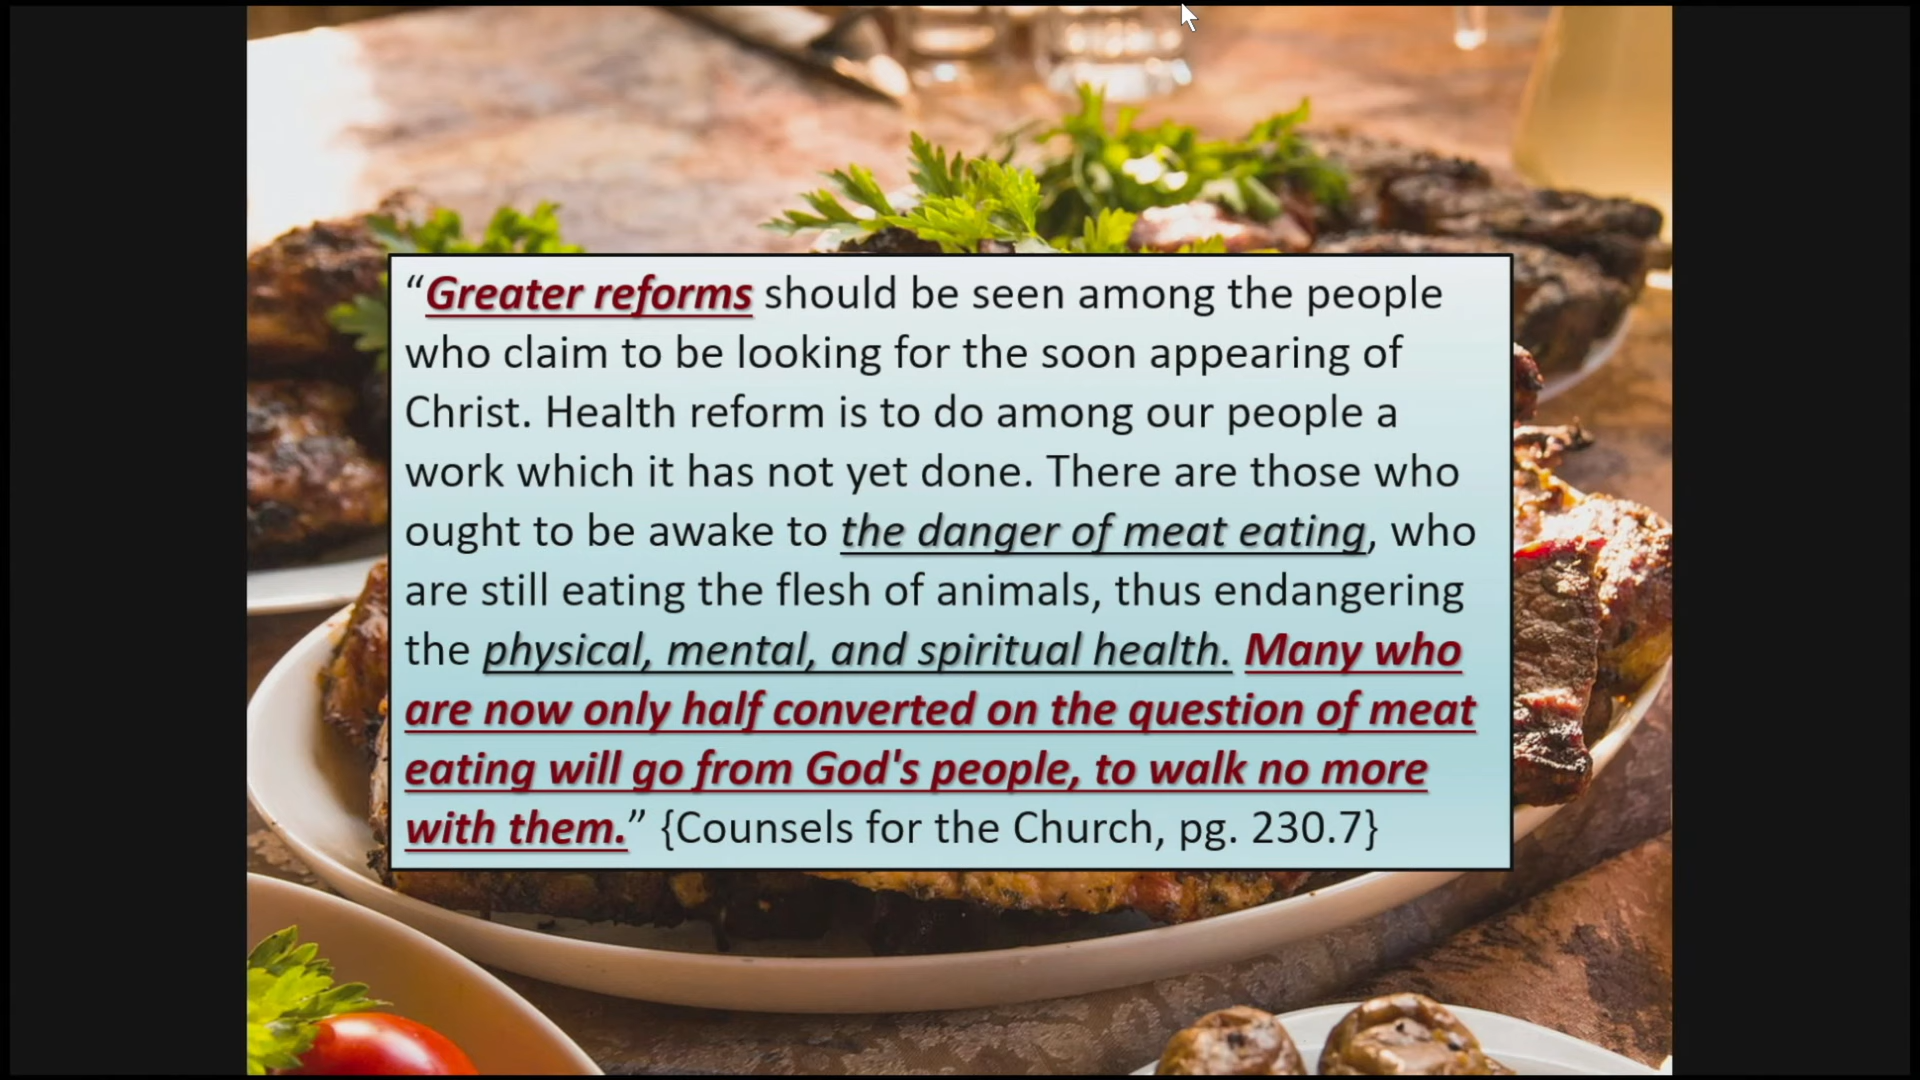 “Greater reforms should be seen among the people
who claim to be looking for the soon appearing of
Christ. Health reform is to do among our people a
work which it has not yet done. There are those who
ought to be awake to the danger of meat eating, who
are still eating the flesh of animals, thus endangering
the physical, mental, and spiritual health. Many who
are now only half converted on the question of meat
eating will go from God's people, to walk no more
with them.” {Counsels for the Church, pg. 230.7}